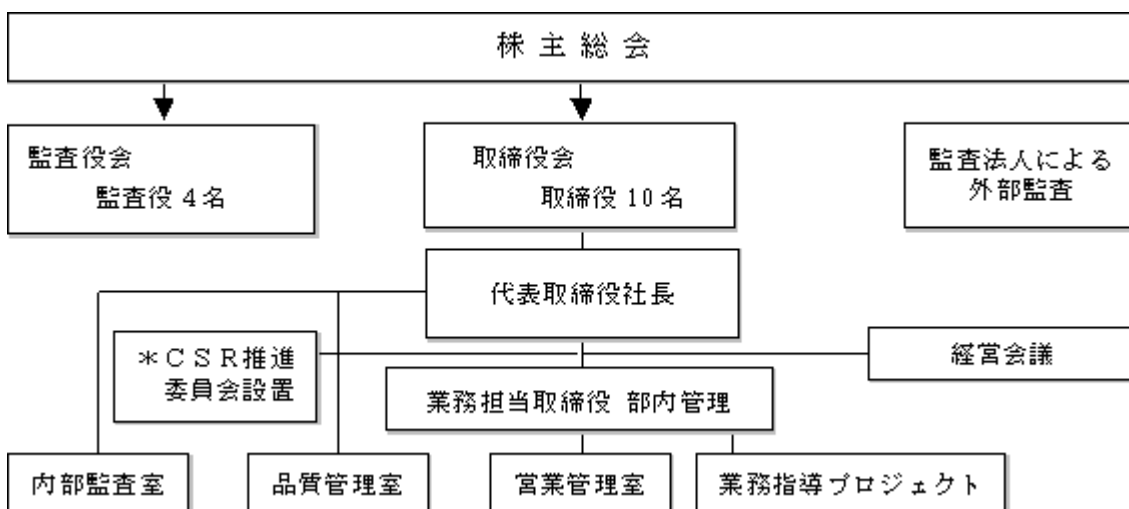 株主総会
監査役会
監査役4名
取締役会
取締役10名
監査法人による
外部監査
代表取締役社長
＊ＣＳＲ推進
委員会設置
経営会議
業務担当取締役 部内管理
内部監査室
品質管理室
営業管理室
業務指導プロジェクト